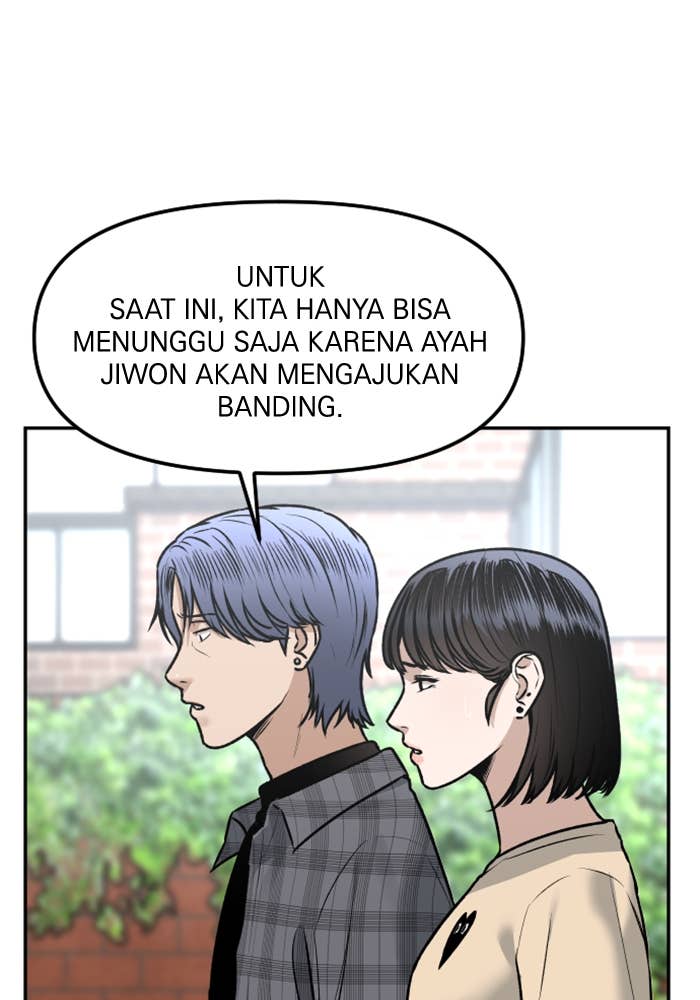 UNTUK
SAAT INI, KITA HANYA BISA
MENUNGGU SAJA KARENA AYAH
JIWON AKAN MENGAJUKAN
BANDING.